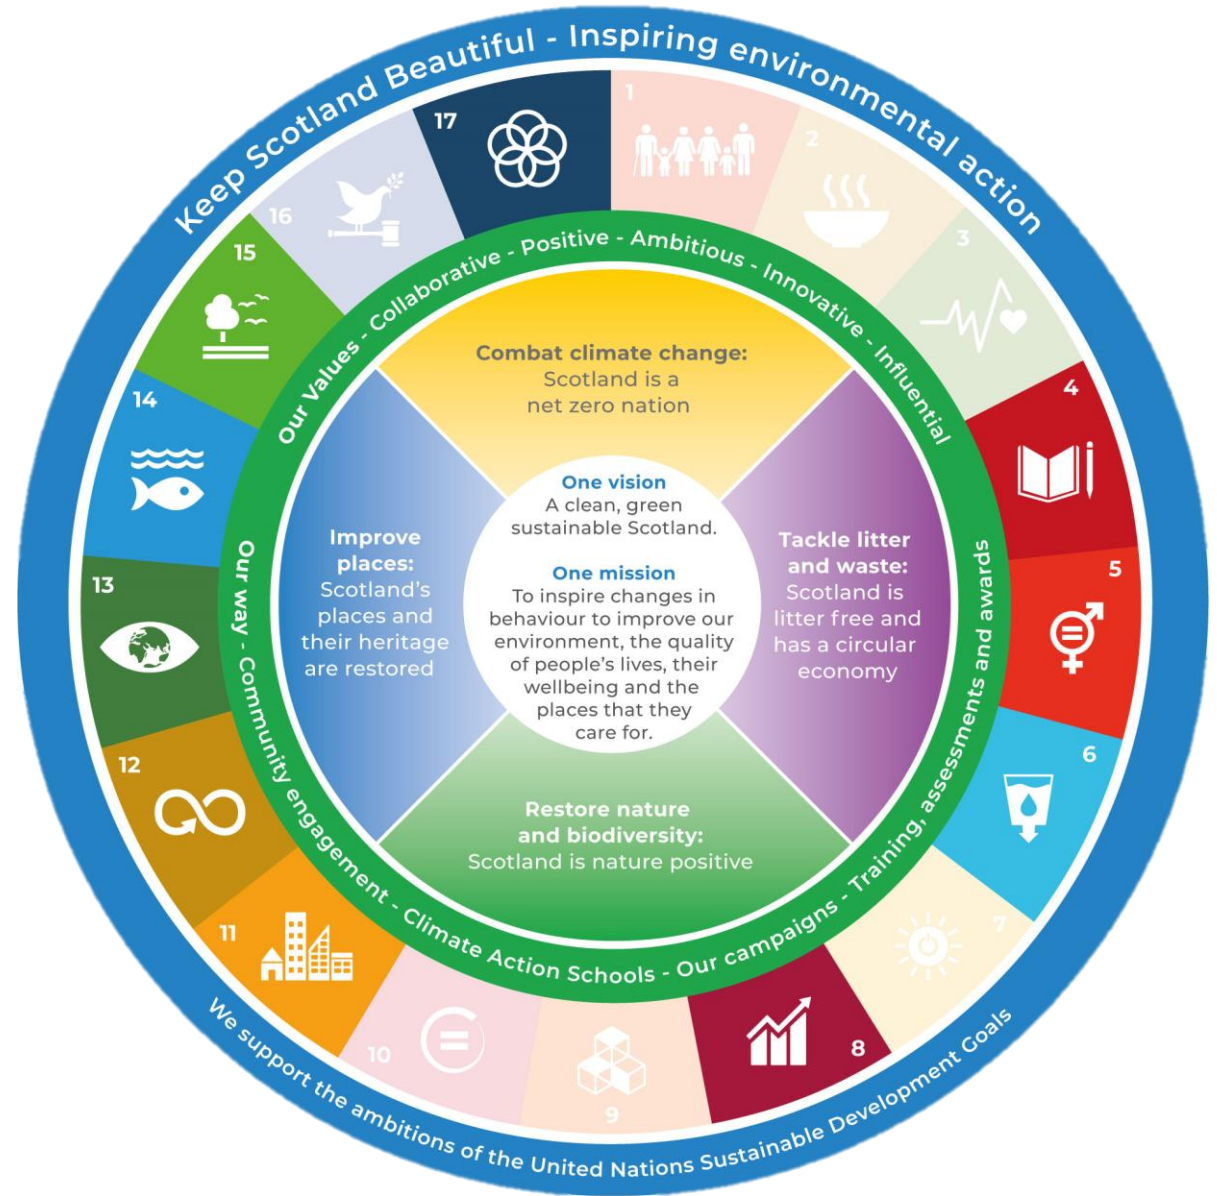 Keep Scotland Beautiful - Inspiring environmental action
1
2
3
4
5
6
7
8
9
10
11
12
13
14
15
16
17
Our Values - Collaborative - Positive - Ambitious - Innovative - Influential
Combat climate change:
Scotland is a
net zero nation
One vision
A clean, green
sustainable Scotland.
One mission
To inspire changes in
behaviour to improve our
environment, the quality
of people's lives, their
wellbeing and the
places that they
care for.
Improve
places:
Scotland's
places and
their heritage
are restored
Tackle litter
and waste:
Scotland is
litter free and
has a circular
economy
Restore nature
and biodiversity:
Scotland is nature positive
Our way - Community engagement - Climate Action Schools - Our campaigns - Training, assessments and awards
We support the ambitions of the United Nations Sustainable Development Goals